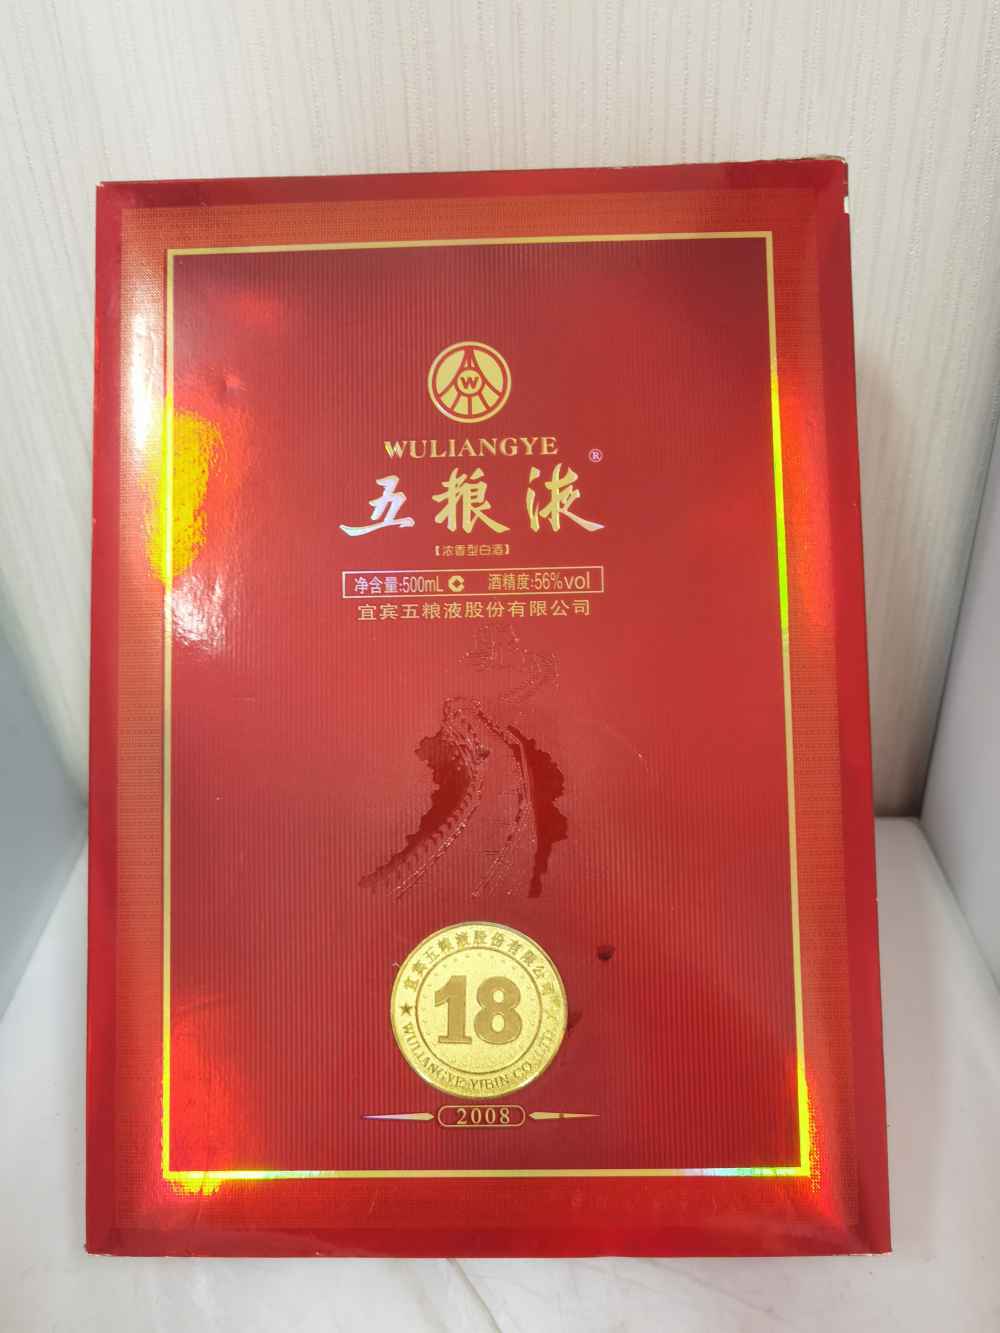 W
WULIANGYE
五粮液®
【浓香型白酒】
净含量:500mL 酒精度:56%vol
宜宾五粮液股份有限公司
宜宾五粮液股份有限公司
18
★ WULIANGYE YIBIN CO.,LTD.
2008